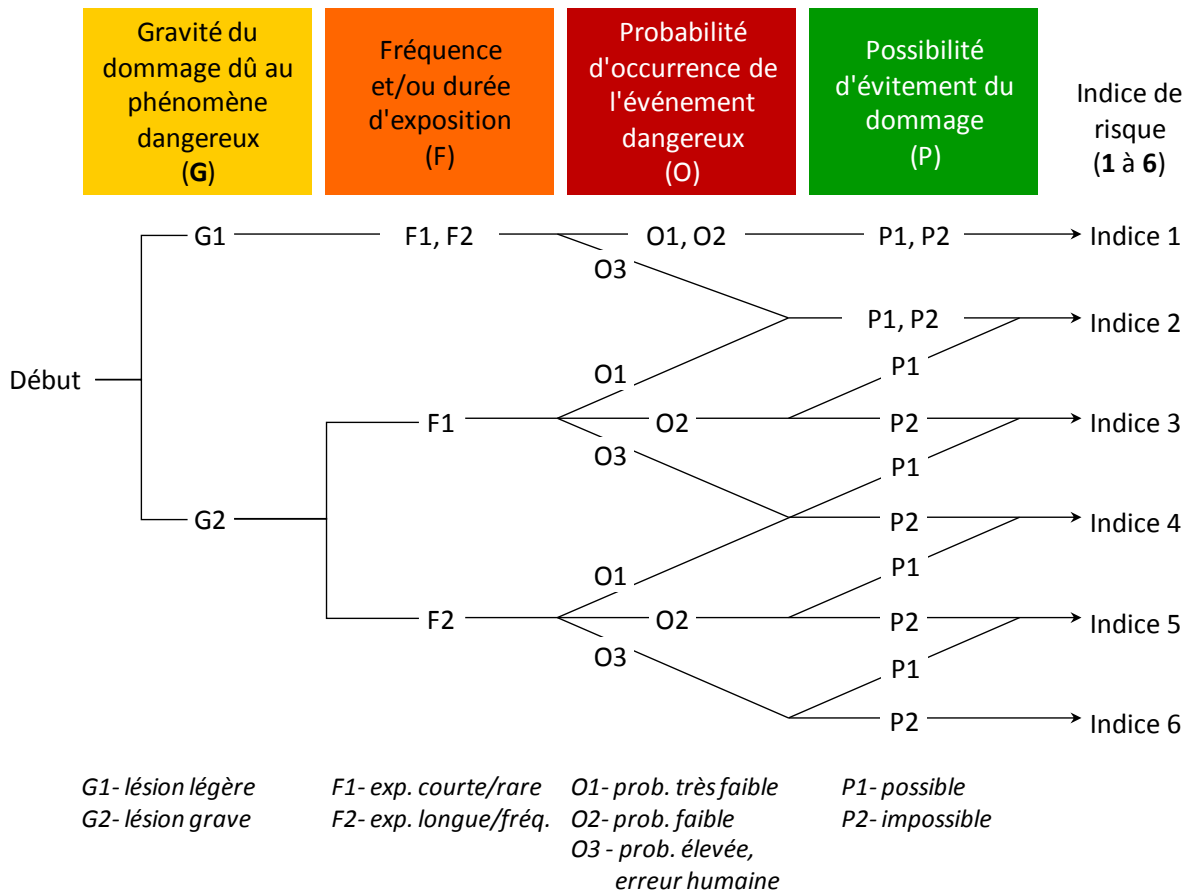 Gravité du
dommage dû au
phénomène
dangereux
(G)
Fréquence
et/ou durée
d'exposition
(F)
Probabilité
d'occurrence de
l'événement
dangereux
(O)
Possibilité
d'évitement du
dommage
(P)
Indice de
risque
(1 à 6)
G1
F1, F2
O1, O2
P1, P2
Indice 1
O3
P1, P2
Indice 2
Début
O1
P1
F1
O2
P2
Indice 3
O3
P1
G2
P2
Indice 4
O1
P1
F2
O2
P2
Indice 5
O3
P1
P2
Indice 6
G1- lésion légère
G2- lésion grave
F1- exp. courte/rare
F2- exp. longue/fréq.
O1- prob. très faible
O2- prob. faible
O3 - prob. élevée,
erreur humaine
P1- possible
P2- impossible